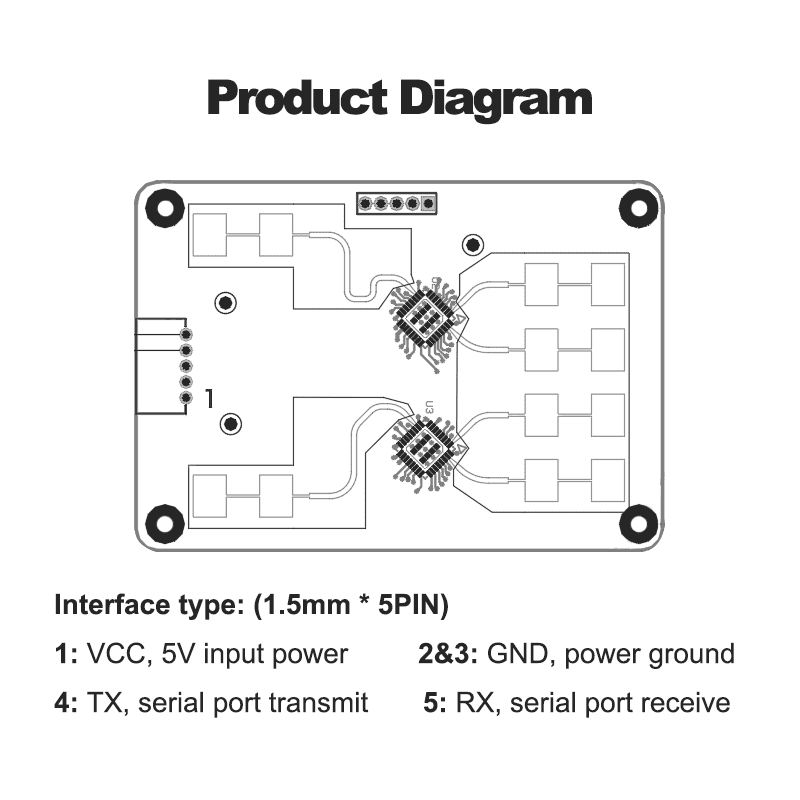 Product Diagram
1
U3
Interface type: (1.5mm * 5PIN)
1: VCC, 5V input power 2&3: GND, power ground
4: TX, serial port transmit 5: RX, serial port receive